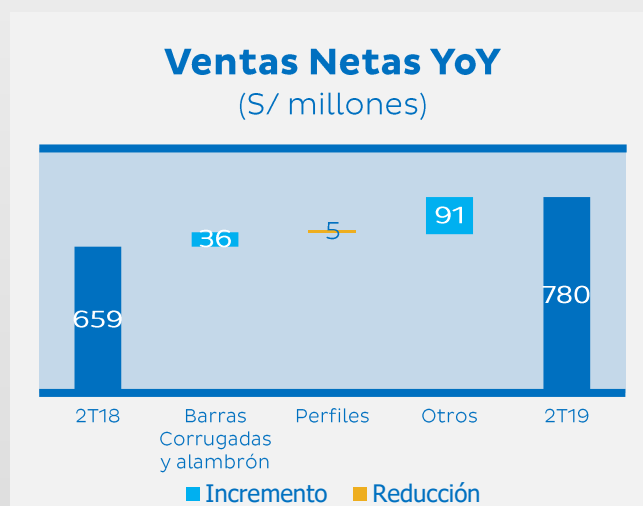 Ventas Netas YoY
(S/ millones)
659
36
5
91
780
2T18
Barras
Corrugadas
y alambrón
Perfiles
Otros
2T19
Incremento
Reducción